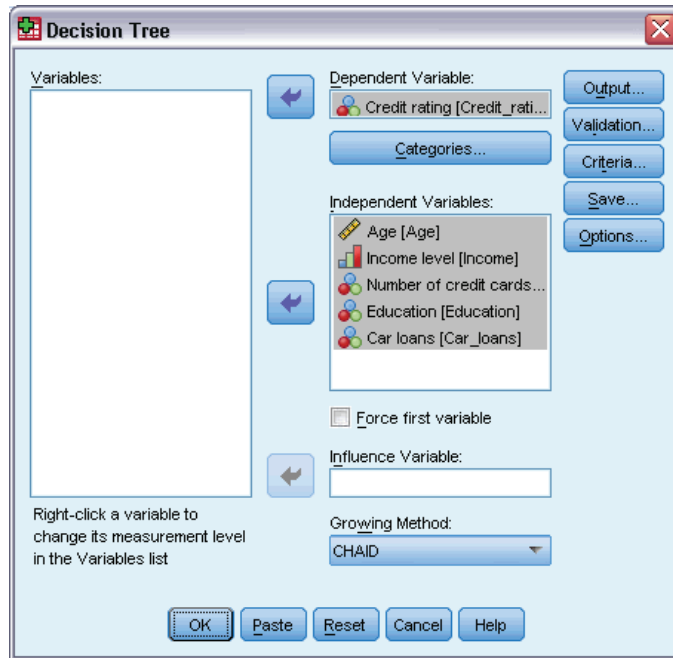 Decision Tree
Variables:
Dependent Variable:
Credit rating [Credit_rati...
Categories...
Independent Variables:
Age [Age]
Income level [Income]
Number of credit cards...
Education [Education]
Car loans [Car_loans]
Force first variable
Influence Variable:
Growing Method:
CHAID
Output...
Validation...
Criteria...
Save...
Options...
Right-click a variable to
change its measurement level
in the Variables list
OK
Paste
Reset
Cancel
Help